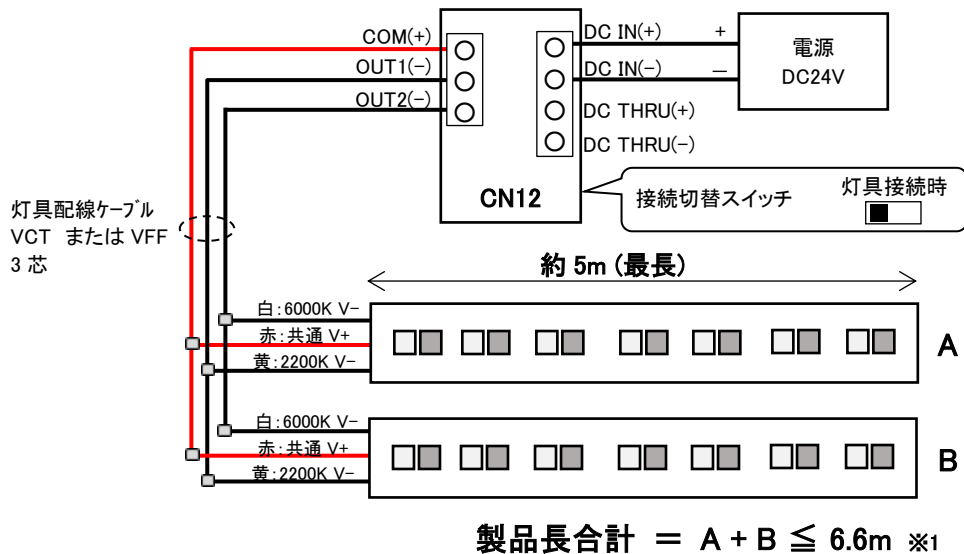 COM(+)
OUT1(-)
OUT2(-)
DC IN(+)
DC IN(-)
DC THRU(+)
DC THRU(-)
CN12
+
−
電源
DC24V
接続切替スイッチ
灯具接続時
灯具配線ケーブル
VCT または VFF
3 芯
約 5m (最長)
白:6000K V-
赤:共通 V+
黄:2200K V-
A
白:6000K V-
赤:共通 V+
黄:2200K V-
B
製品長合計 = A + B ≦ 6.6m ※1